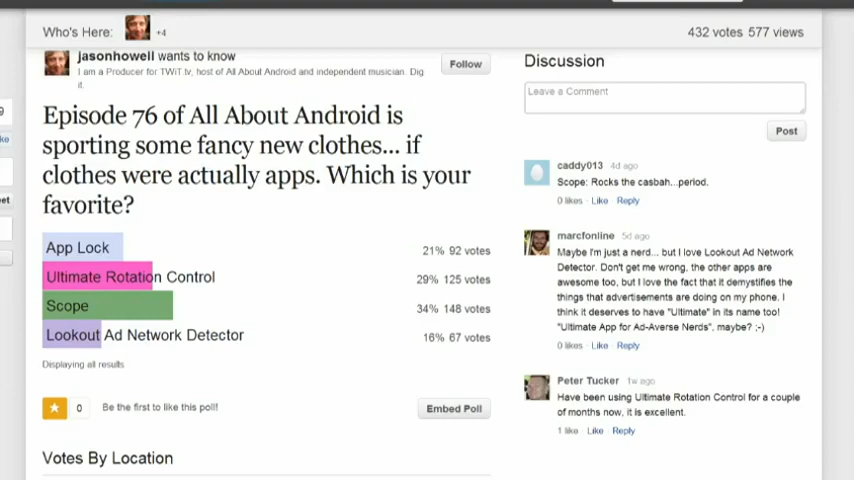 Who's Here:
+4
432 votes 577 views
jasonhowell wants to know
I am a Producer for TWiT.tv, host of All About Android and independent musician. Dig
it.
Follow
Episode 76 of All About Android is
sporting some fancy new clothes... if
clothes were actually apps. Which is your
favorite?
App Lock
21% 92 votes
Ultimate Rotation Control
29% 125 votes
Scope
34% 148 votes
Lookout Ad Network Detector
16% 67 votes
Displaying all results
0
Be the first to like this poll!
Embed Poll
Votes By Location
Discussion
Leave a Comment
Post
caddy013 4d ago
Scope: Rocks the casbah...period.
0 likes · Like · Reply
marcfonline 5d ago
Maybe I'm just a nerd... but I love Lookout Ad Network
Detector. Don't get me wrong, the other apps are
awesome too, but I love the fact that it demystifies the
things that advertisements are doing on my phone. I
think it deserves to have "Ultimate" in its name too!
"Ultimate App for Ad-Averse Nerds", maybe? ;-)
0 likes · Like · Reply
Peter Tucker 1w ago
Have been using Ultimate Rotation Control for a couple
of months now, it is excellent.
1 like Like Reply